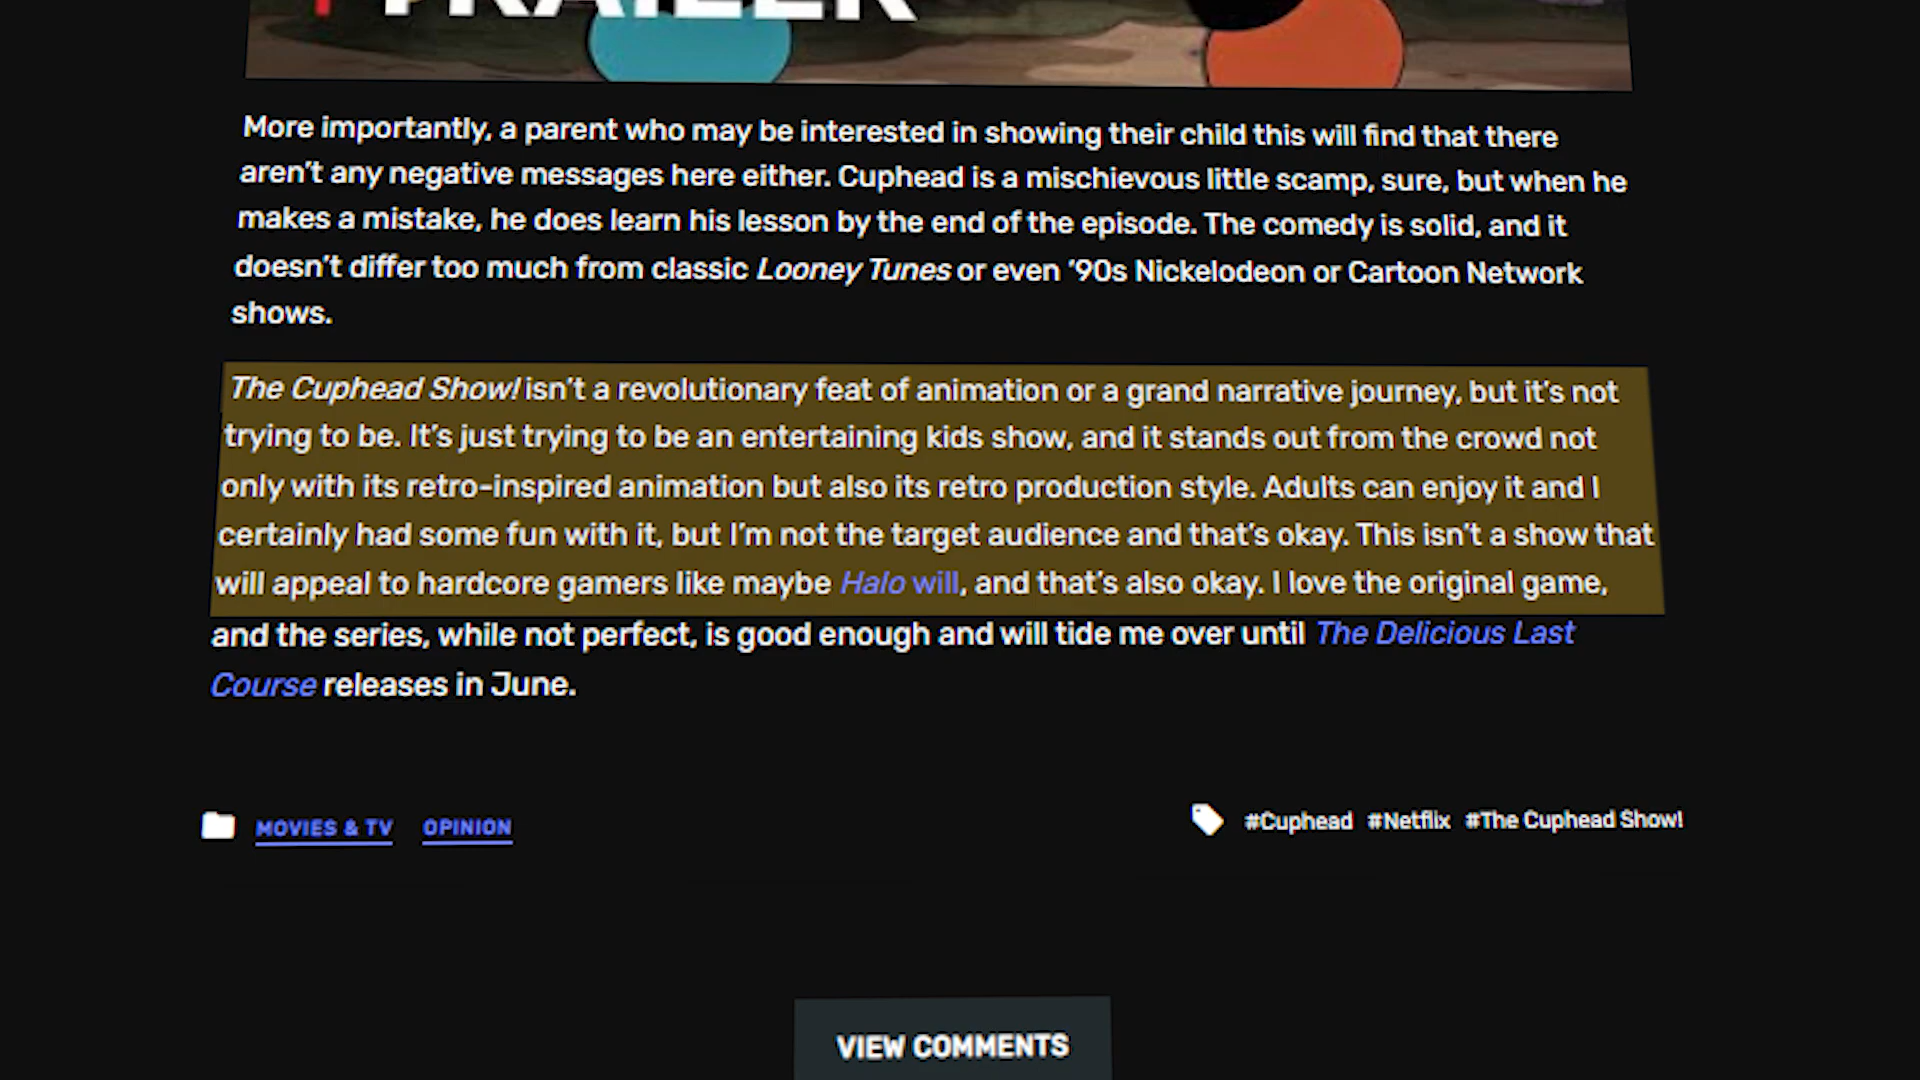 TRAILER
More importantly, a parent who may be interested in showing their child this will find that there
aren't any negative messages here either. Cuphead is a mischievous little scamp, sure, but when he
makes a mistake, he does learn his lesson by the end of the episode. The comedy is solid, and it
doesn't differ too much from classic Looney Tunes or even '90s Nickelodeon or Cartoon Network
shows.
The Cuphead Show! isn't a revolutionary feat of animation or a grand narrative journey, but it's not
trying to be. It's just trying to be an entertaining kids show, and it stands out from the crowd not
only with its retro-inspired animation but also its retro production style. Adults can enjoy it and I
certainly had some fun with it, but I'm not the target audience and that's okay. This isn't a show that
will appeal to hardcore gamers like maybe Halo will, and that's also okay. I love the original game,
and the series, while not perfect, is good enough and will tide me over until The Delicious Last
Course releases in June.
MOVIES & TV OPINION
#Cuphead #Netflix #The Cuphead Show!
VIEW COMMENTS